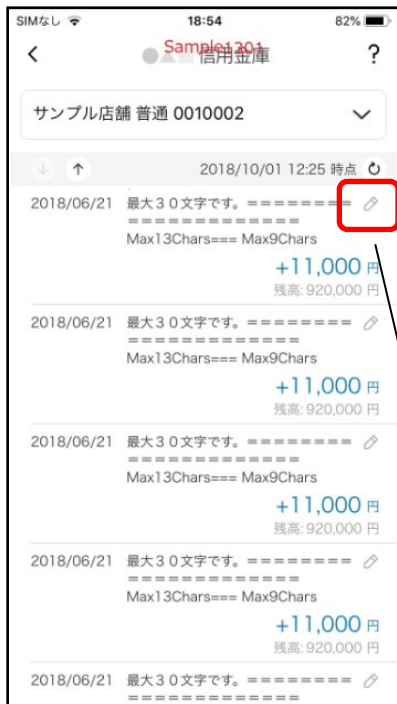 SIMなし 18:54 82%
Sample1201
信用金庫 ?
サンプル店舗 普通 0010002
↓ ↑ 2018/10/01 12:25 時点
2018/06/21 最大30文字です。========
=============
Max13Chars=== Max9Chars
+11,000 円
残高: 920,000 円
2018/06/21 最大30文字です。========
=============
Max13Chars=== Max9Chars
+11,000 円
残高: 920,000 円
2018/06/21 最大30文字です。========
=============
Max13Chars=== Max9Chars
+11,000 円
残高: 920,000 円
2018/06/21 最大30文字です。========
=============
Max13Chars=== Max9Chars
+11,000 円
残高: 920,000 円
2018/06/21 最大30文字です。========
=============